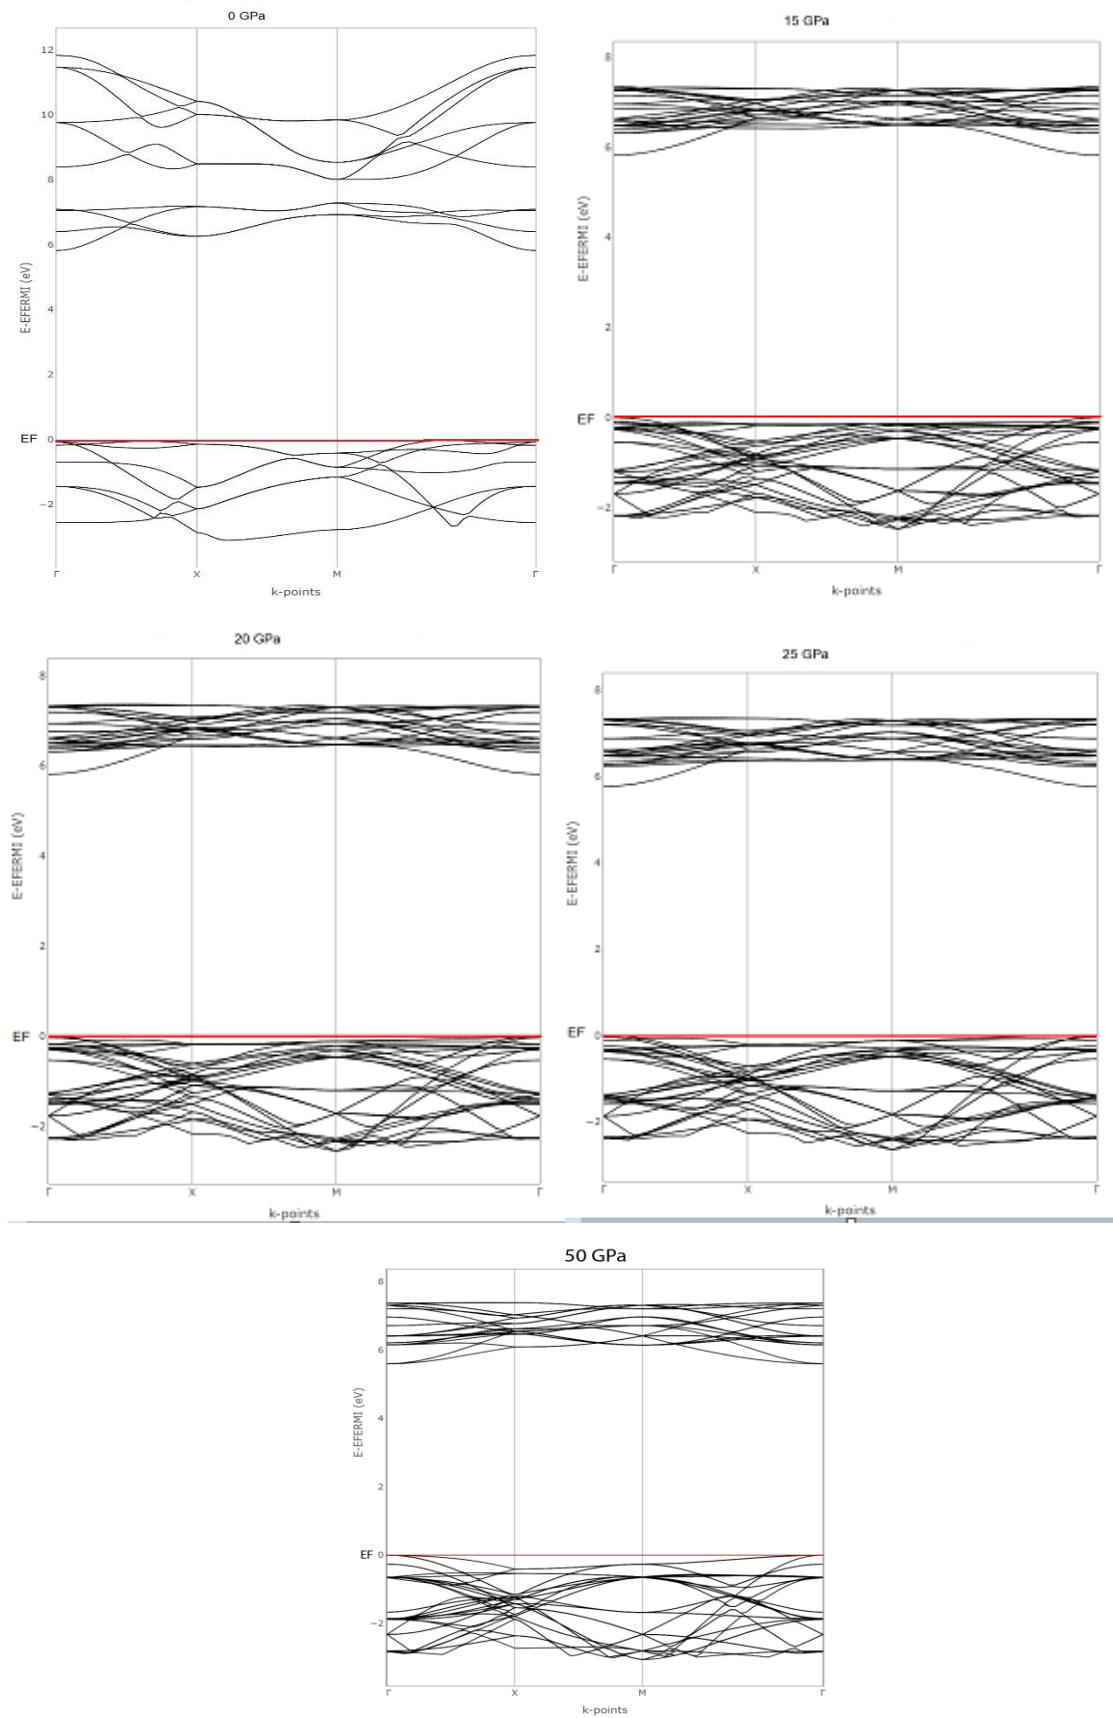 0 GPa
12
10
8
6
4
2
EF 0
−2
E-EFERMI (eV)
Γ X M Γ
k-points
15 GPa
8
6
4
2
EF 0
−2
E-EFERMI (eV)
Γ X M Γ
k-points
20 GPa
8
6
4
2
EF 0
−2
E-EFERMI (eV)
Γ X M Γ
k-points
25 GPa
8
6
4
2
EF 0
−2
E-EFERMI (eV)
Γ X M Γ
k-points
50 GPa
8
6
4
2
EF 0
−2
E-EFERMI (eV)
Γ X M Γ
k-points